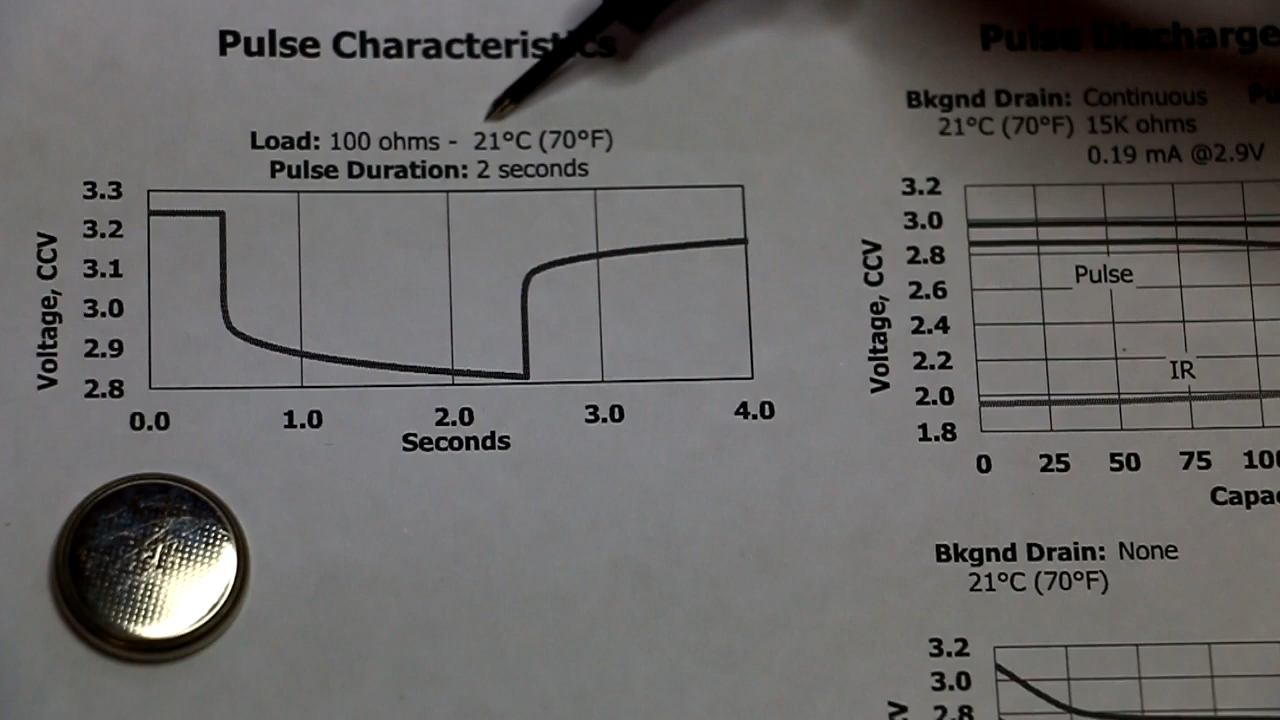 Pulse Characteristics
Load: 100 ohms - 21°C (70°F)
Pulse Duration: 2 seconds
3.3
3.2
3.1
3.0
2.9
2.8
Voltage, CCV
0.0 1.0 2.0 3.0 4.0
Seconds
Pulse Discharge
Bkgnd Drain: Continuous
21°C (70°F) 15K ohms
0.19 mA @2.9V
3.2
3.0
2.8
2.6
2.4
2.2
2.0
1.8
Voltage, CCV
Pulse
IR
0 25 50 75
Bkgnd Drain: None
21°C (70°F)
3.2
3.0
2.8